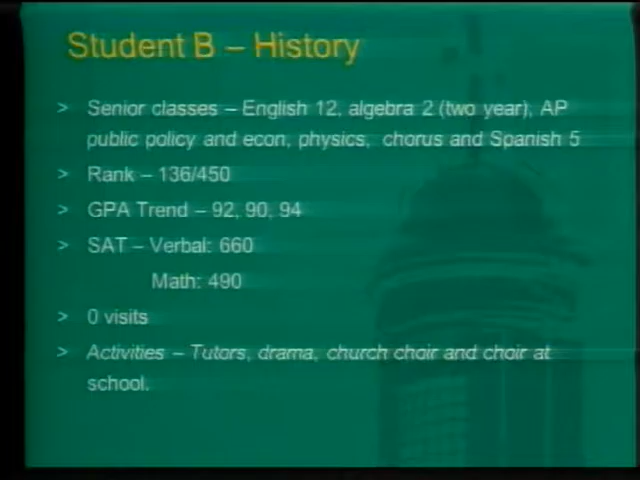 Student B – History
> Senior classes – English 12, algebra 2 (two year), AP
public policy and econ, physics, chorus and Spanish 5
> Rank – 136/450
> GPA Trend – 92, 90, 94
> SAT – Verbal: 660
Math: 490
> 0 visits
> Activities – Tutors, drama, church choir and choir at
school.